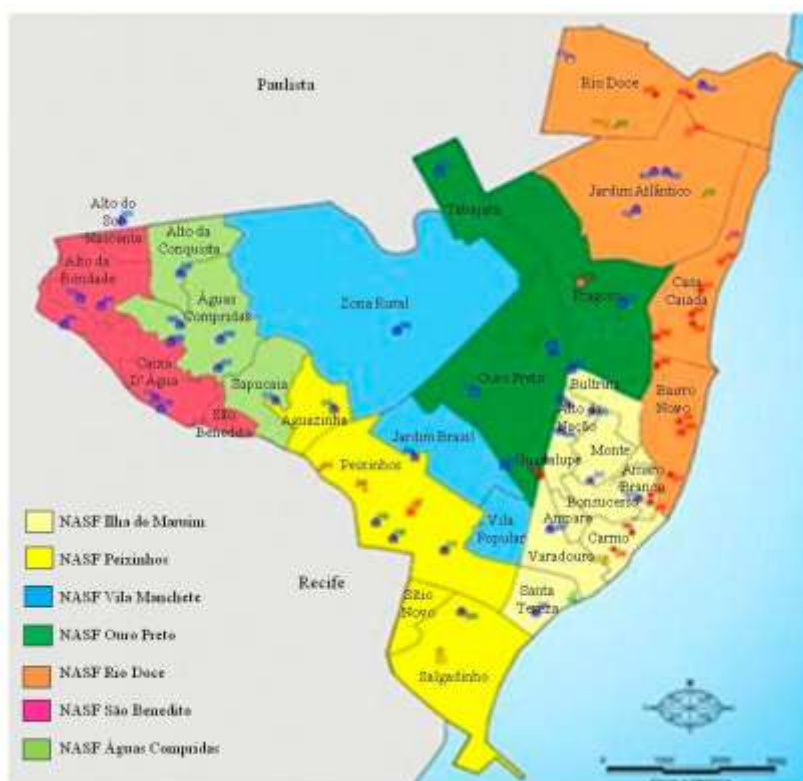 Paulista
Rio Doce
Jardim Atlântico
Tabajara
Alto do
Sol
Nascente
Alto da
Conquista
Alto da
Bondade
Águas
Compridas
Zona Rural
Fragoso
Casa
Caiada
Caixa
D'Água
Sapucaia
São
Benedito
Aguazinha
Ouro Preto
Bultrins
Alto da
Nação
Bairro
Novo
Jardim Brasil
Guadalupe
Monte
Peixinhos
Amaro
Branco
Bonsucesso
Vila
Popular
Amparo
Carmo
Varadouro
Recife
Sítio
Novo
Santa
Tereza
Salgadinho
NASF Ilha do Maruim
NASF Peixinhos
NASF Vila Manchete
NASF Ouro Preto
NASF Rio Doce
NASF São Benedito
NASF Águas Compridas